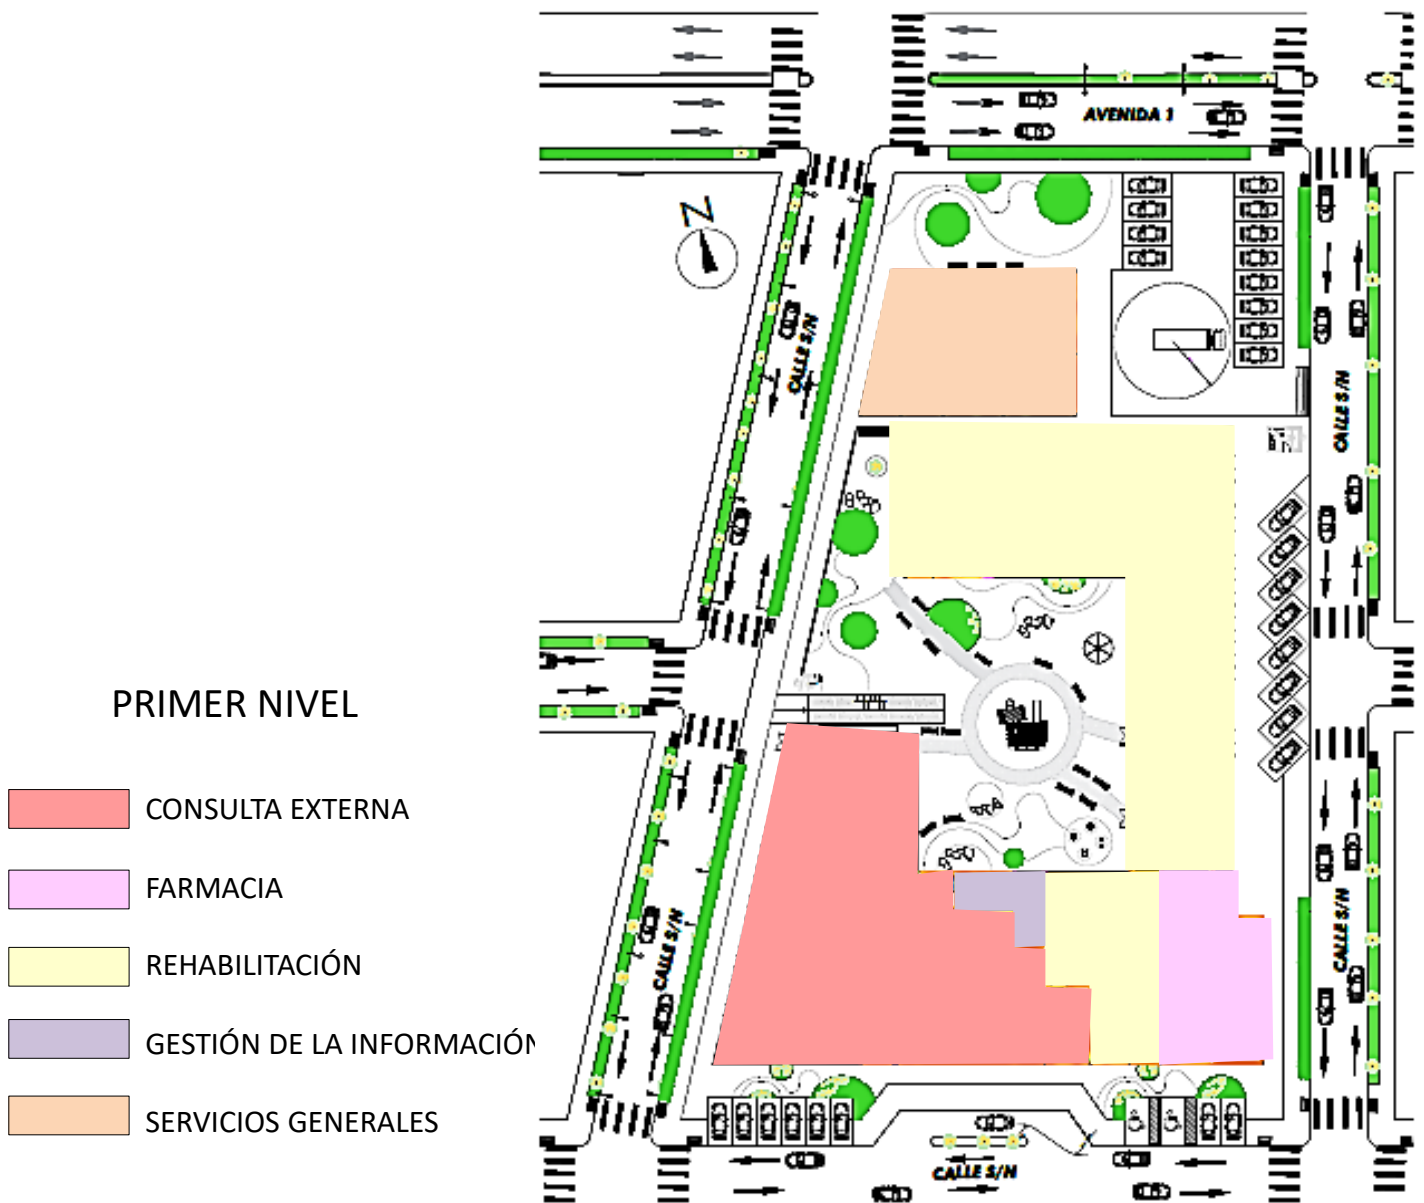 AVENIDA 1
N
CALLE S/N
CALLE S/N
PRIMER NIVEL
CONSULTA EXTERNA
FARMACIA
REHABILITACIÓN
GESTIÓN DE LA INFORMACIÓN
SERVICIOS GENERALES
CALLE S/N
CALLE S/N
CALLE S/N